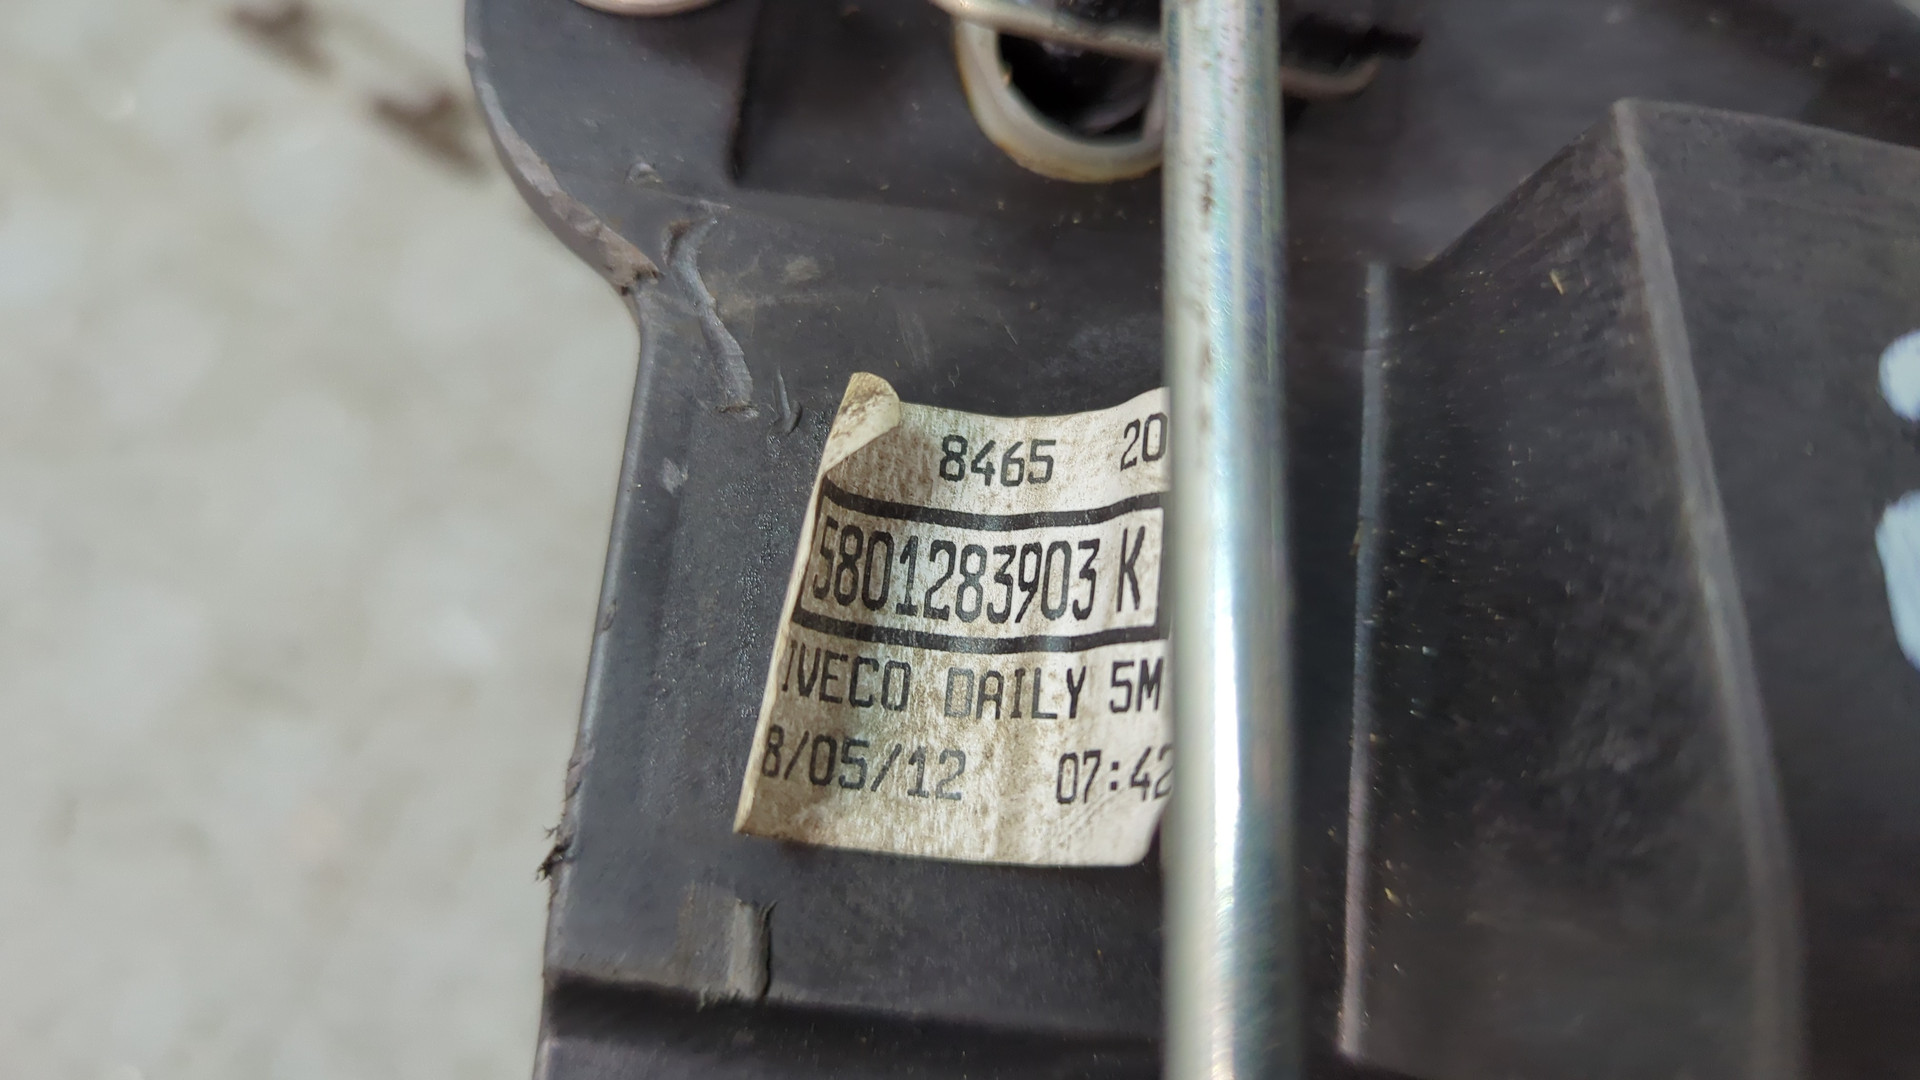 8465 20
5801283903 K
IVECO DAILY 5M
8/05/12 07:42